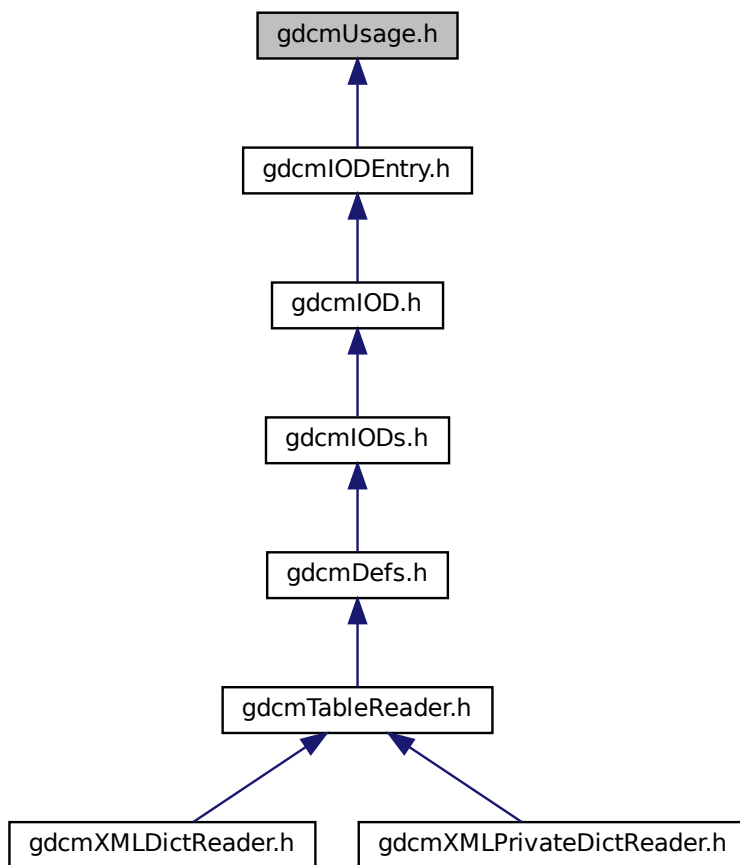 gdcmUsage.h
gdcmIODEntry.h
gdcmIOD.h
gdcmIODs.h
gdcmDefs.h
gdcmTableReader.h
gdcmXMLDictReader.h
gdcmXMLPrivateDictReader.h